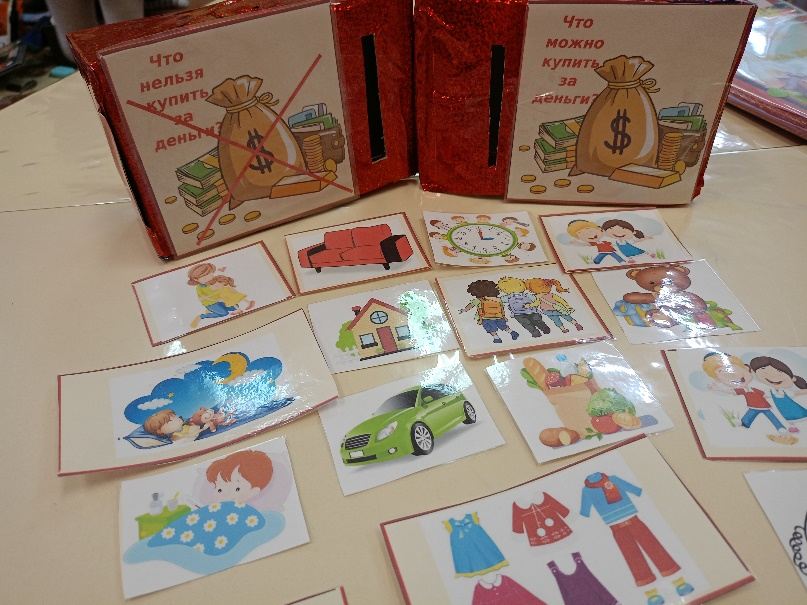 Что
нельзя
купить
за
деньги?
Что
можно
купить
за
деньги?